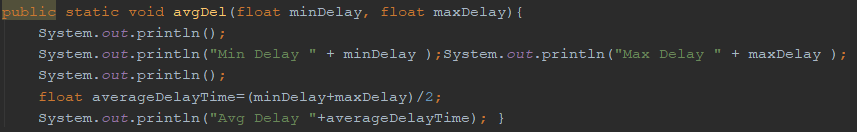 public static void avgDel(float minDelay, float maxDelay){
    System.out.println();
    System.out.println("Min Delay " + minDelay );System.out.println("Max Delay " + maxDelay );
    System.out.println();
    float averageDelayTime=(minDelay+maxDelay)/2;
    System.out.println("Avg Delay "+averageDelayTime); }